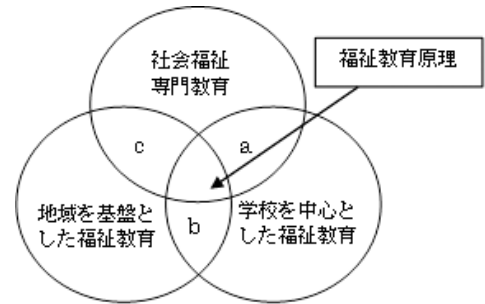 社会福祉
専門教育
福祉教育原理
c
a
地域を基盤と
した福祉教育
b
学校を中心と
した福祉教育